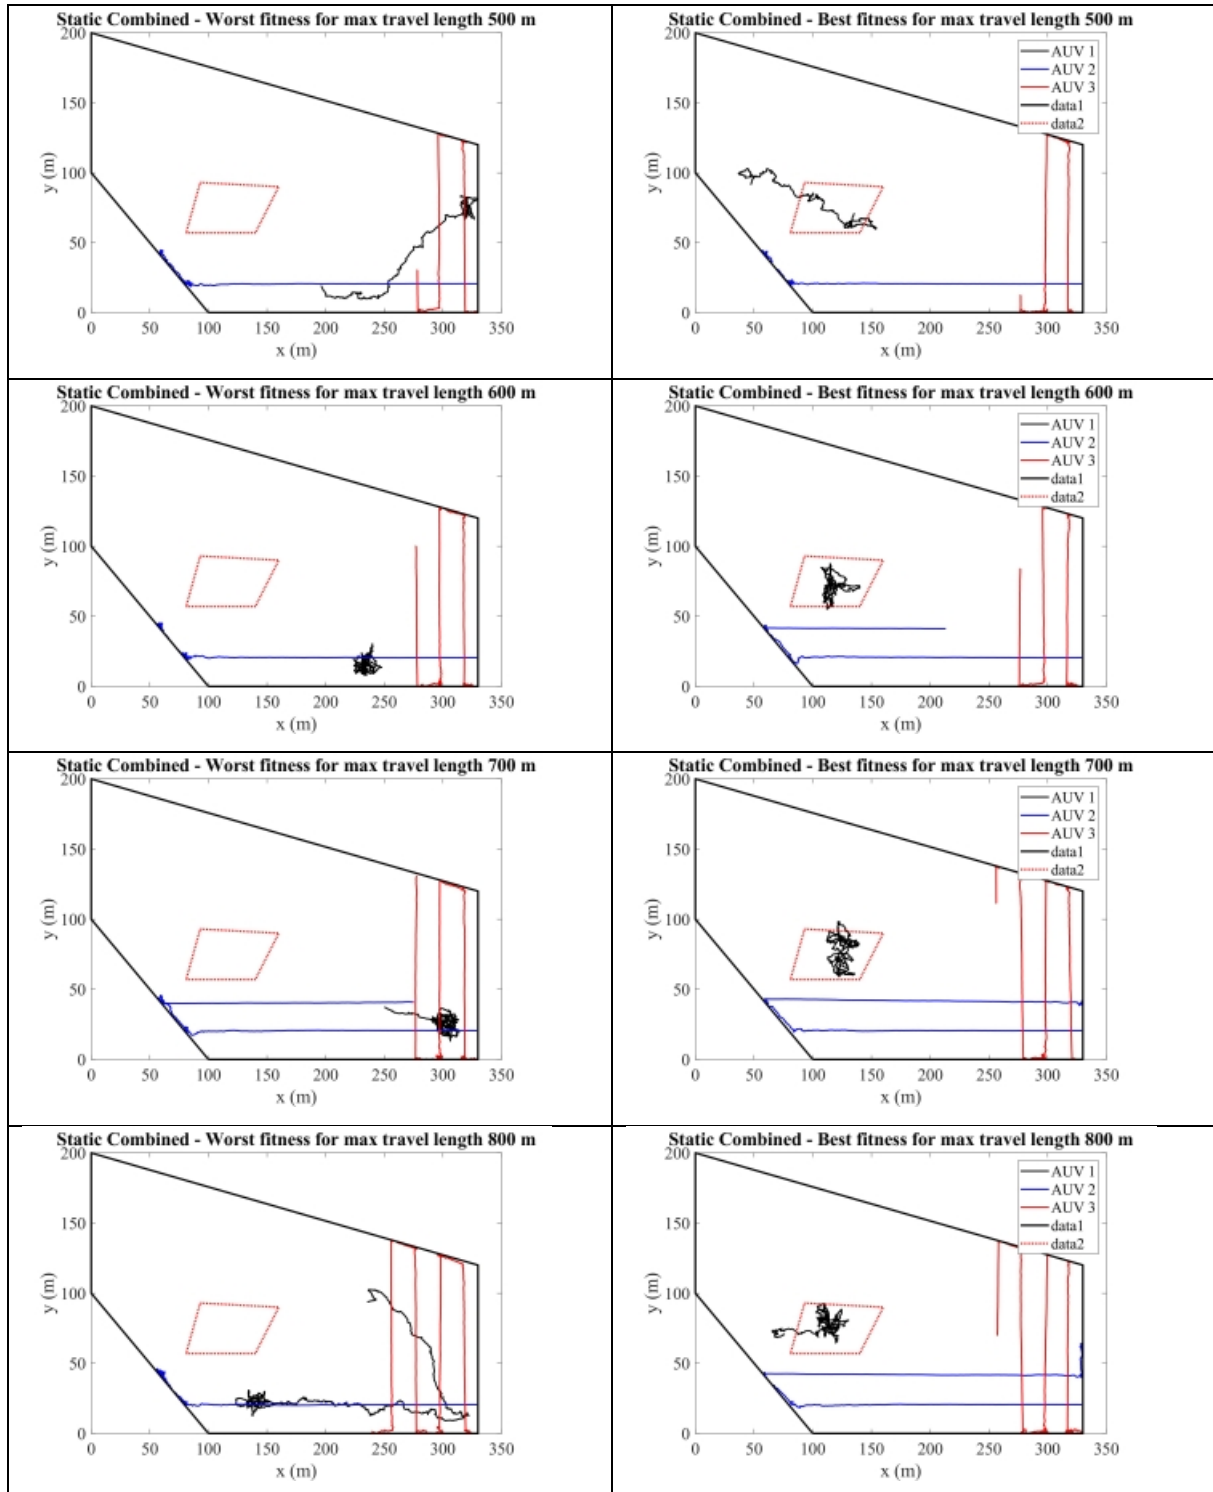 Static Combined - Worst fitness for max travel length 500 m
200
150
100
50
0
y (m)
0 50 100 150 200 250 300 350
x (m)
Static Combined - Best fitness for max travel length 500 m
AUV 1
AUV 2
AUV 3
data1
data2
200
150
100
50
0
y (m)
0 50 100 150 200 250 300 350
x (m)
Static Combined - Worst fitness for max travel length 600 m
200
150
100
50
0
y (m)
0 50 100 150 200 250 300 350
x (m)
Static Combined - Best fitness for max travel length 600 m
AUV 1
AUV 2
AUV 3
data1
data2
200
150
100
50
0
y (m)
0 50 100 150 200 250 300 350
x (m)
Static Combined - Worst fitness for max travel length 700 m
200
150
100
50
0
y (m)
0 50 100 150 200 250 300 350
x (m)
Static Combined - Best fitness for max travel length 700 m
AUV 1
AUV 2
AUV 3
data1
data2
200
150
100
50
0
y (m)
0 50 100 150 200 250 300 350
x (m)
Static Combined - Worst fitness for max travel length 800 m
200
150
100
50
0
y (m)
0 50 100 150 200 250 300 350
x (m)
Static Combined - Best fitness for max travel length 800 m
AUV 1
AUV 2
AUV 3
data1
data2
200
150
100
50
0
y (m)
0 50 100 150 200 250 300 350
x (m)